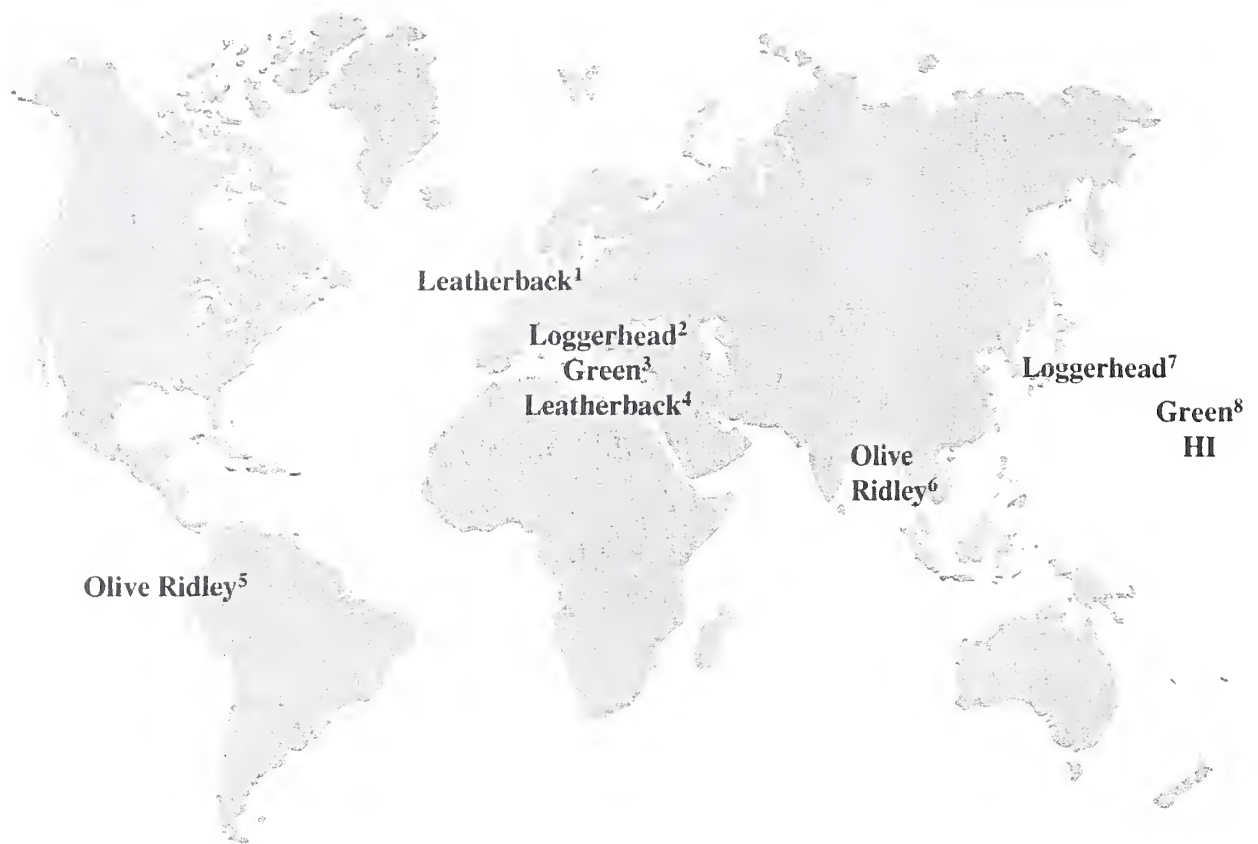 Leatherback¹
Loggerhead²
Green³
Leatherback⁴
Loggerhead⁷
Green⁸
HI
Olive
Ridley⁶
Olive Ridley⁵